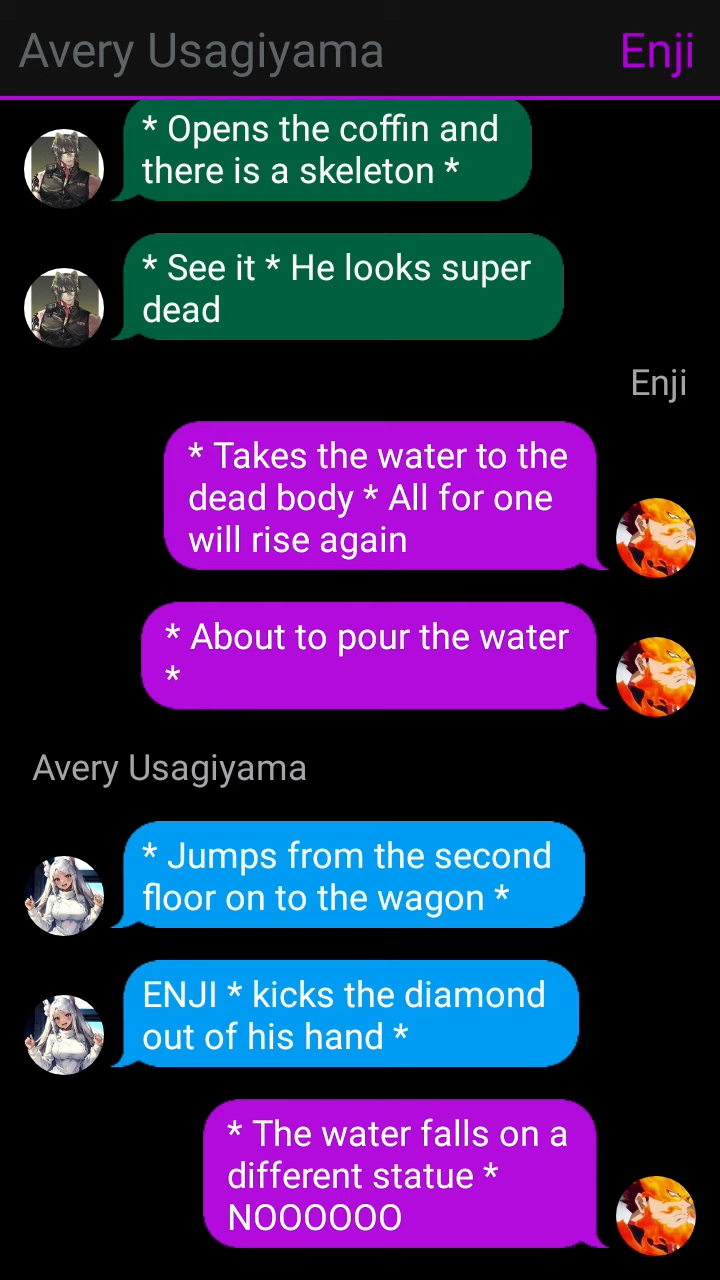 Avery Usagiyama
Enji
* Opens the coffin and
there is a skeleton *
* See it * He looks super
dead
Enji
* Takes the water to the
dead body * All for one
will rise again
* About to pour the water
*
Avery Usagiyama
* Jumps from the second
floor on to the wagon *
ENJI * kicks the diamond
out of his hand *
* The water falls on a
different statue *
NOOOOOO